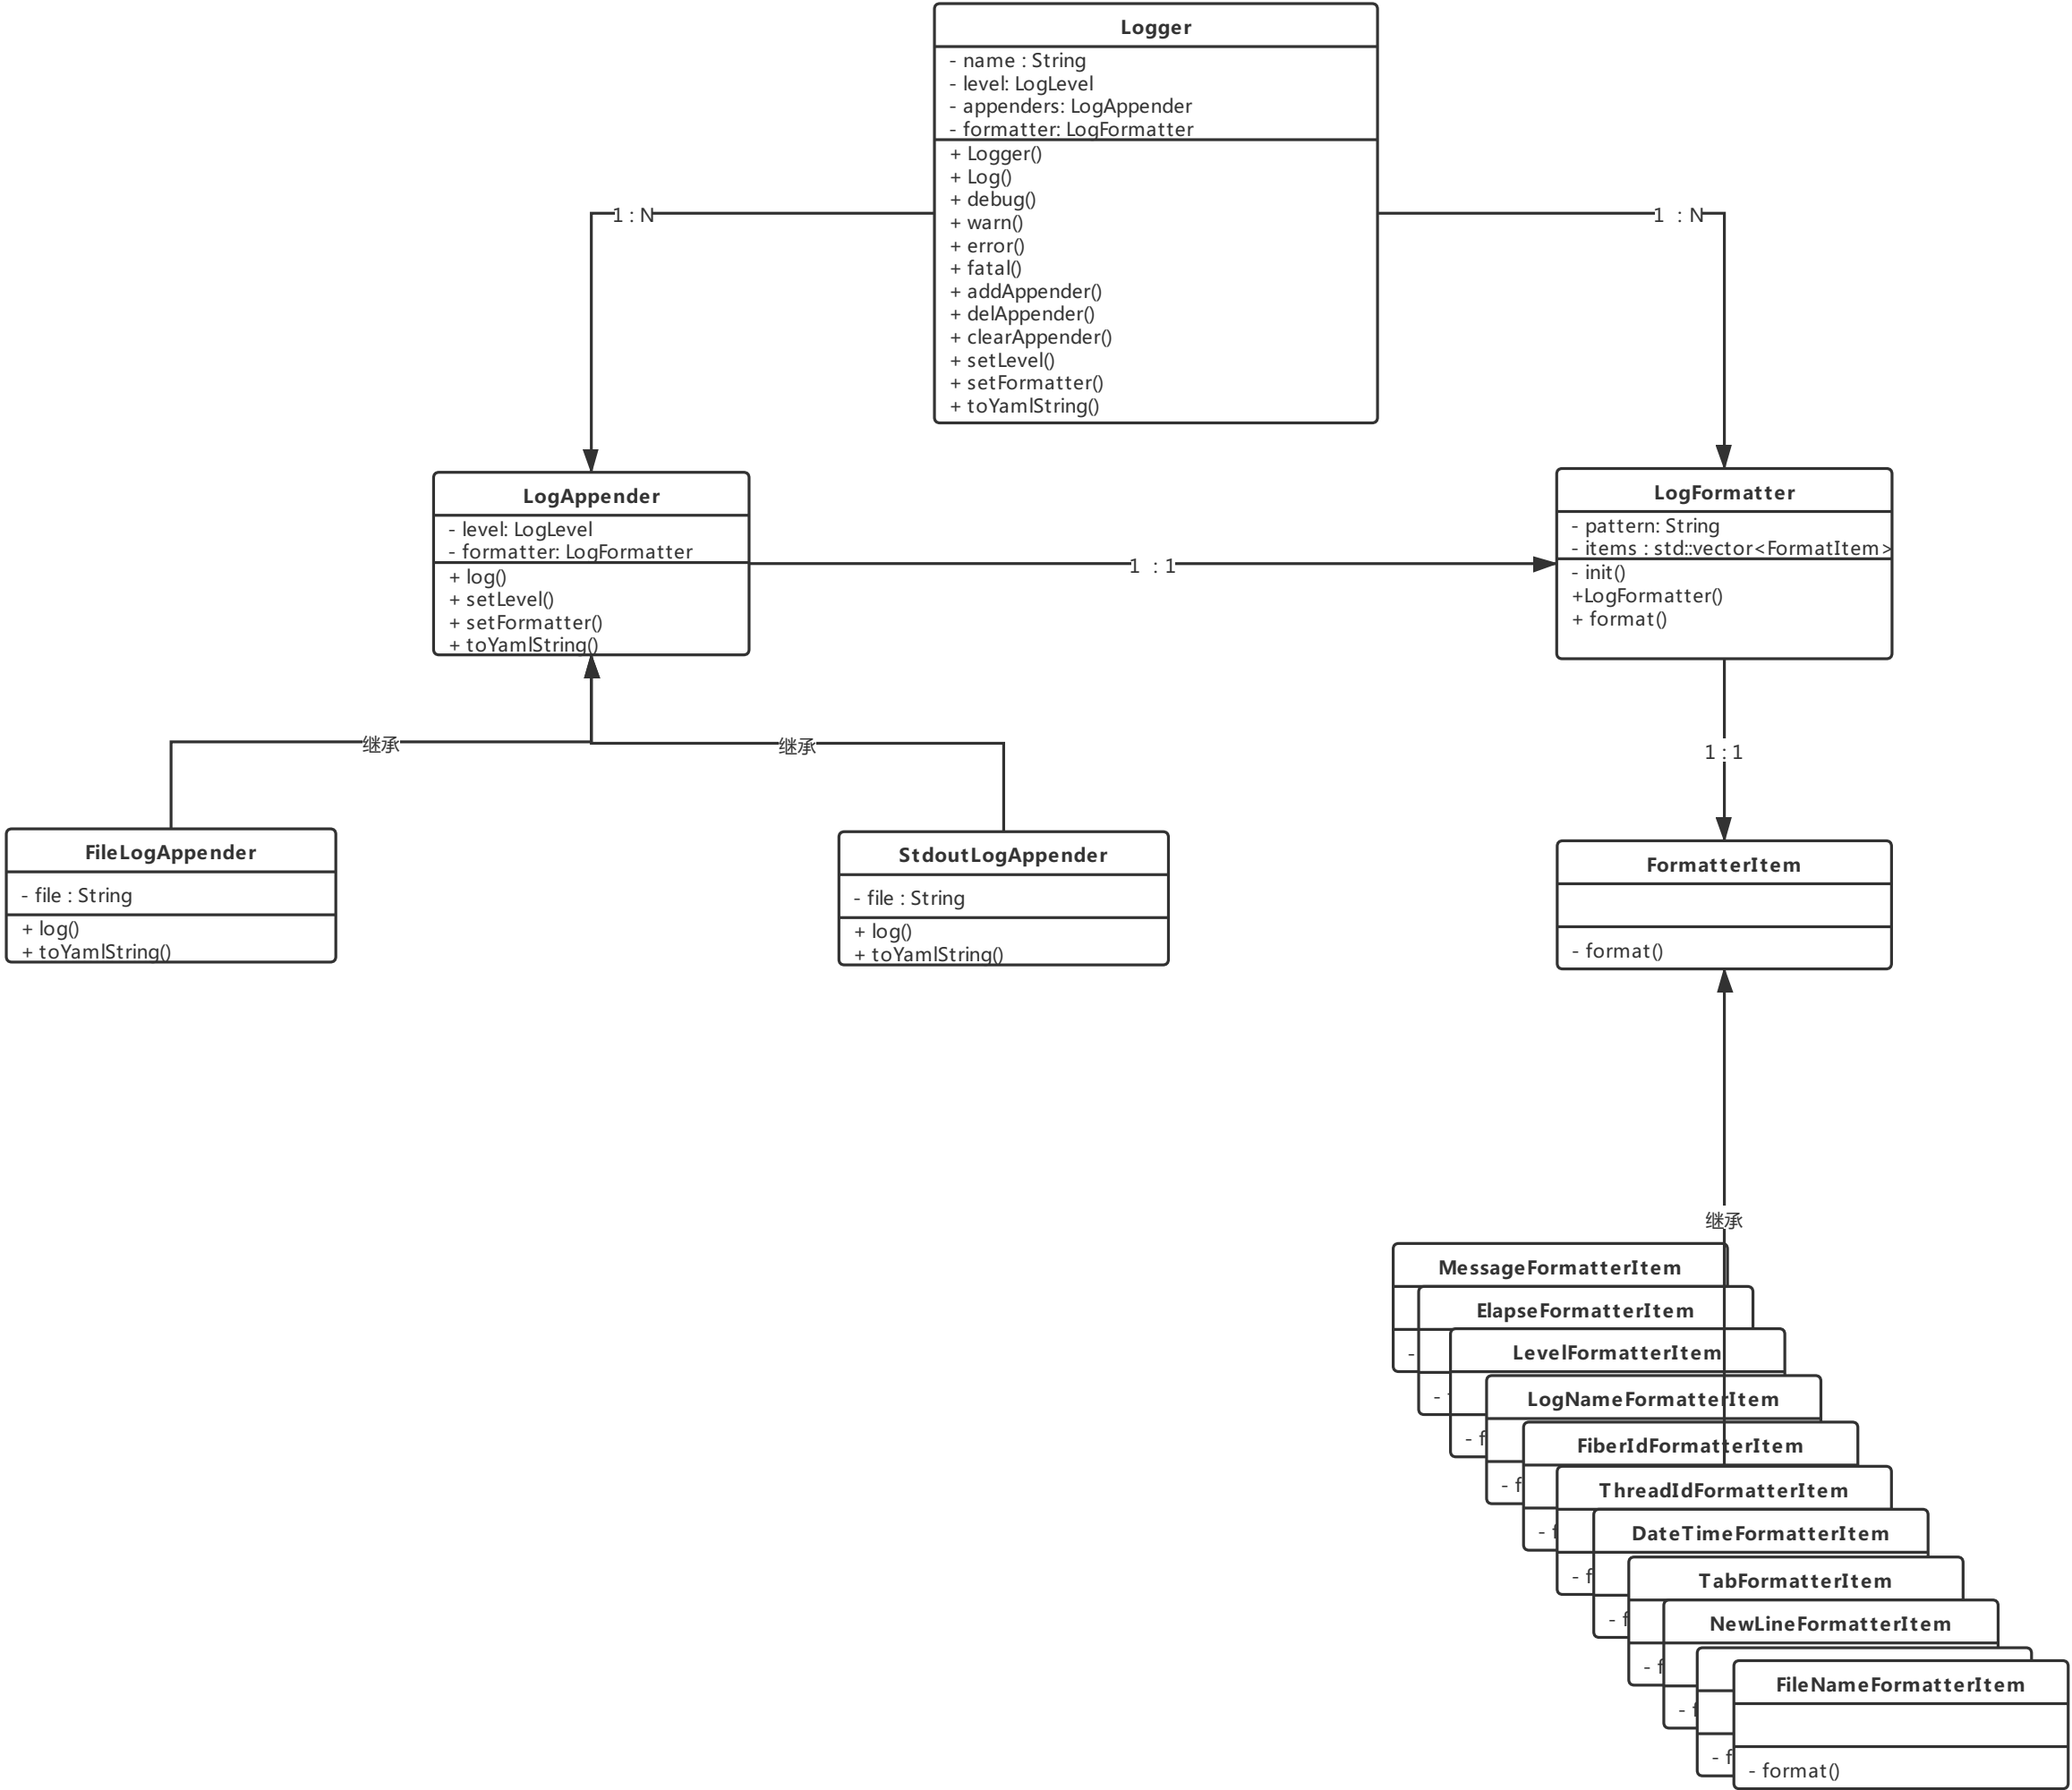 Logger
- name : String
- level: LogLevel
- appenders: LogAppender
- formatter: LogFormatter
+ Logger()
+ Log()
+ debug()
+ warn()
+ error()
+ fatal()
+ addAppender()
+ delAppender()
+ clearAppender()
+ setLevel()
+ setFormatter()
+ toYamlString()
1 : N
1 : N
LogAppender
- level: LogLevel
- formatter: LogFormatter
+ log()
+ setLevel()
+ setFormatter()
+ toYamlString()
1 : 1
LogFormatter
- pattern: String
- items : std::vector<FormatItem>
- init()
+LogFormatter()
+ format()
继承
继承
1 : 1
FileLogAppender
- file : String
+ log()
+ toYamlString()
StdoutLogAppender
- file : String
+ log()
+ toYamlString()
FormatterItem
- format()
继承
MessageFormatterItem
-
ElapseFormatterItem
-
LevelFormatterItem
- f
LogNameFormatterItem
- f
FiberIdFormatterItem
- f
ThreadIdFormatterItem
- f
DateTimeFormatterItem
- f
TabFormatterItem
- f
NewLineFormatterItem
- f
- f
FileNameFormatterItem
- format()